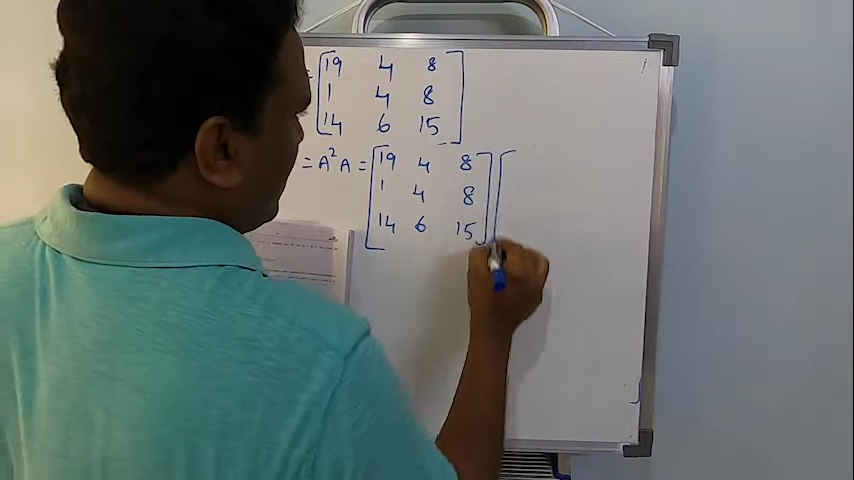 = [19 4 8
1 4 8
14 6 15]
= A²A = [19 4 8
1 4 8
14 6 15] [